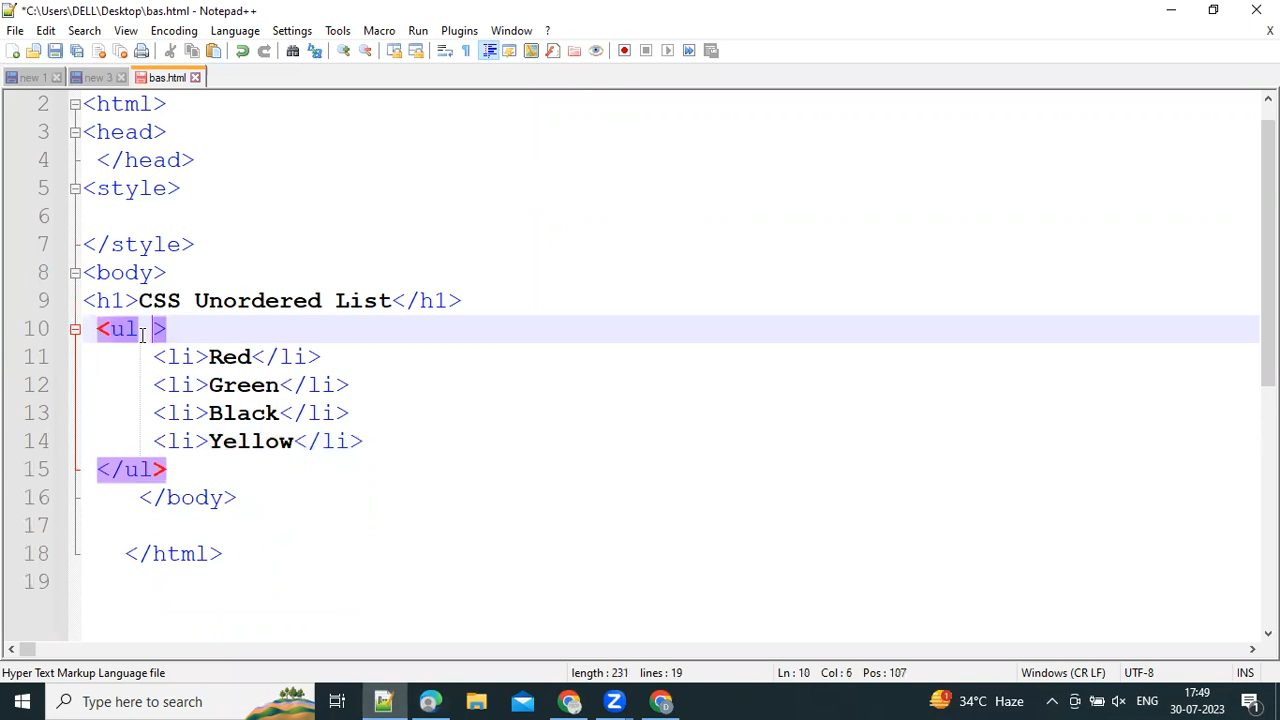 *C:\Users\DELL\Desktop\bas.html - Notepad++
File Edit Search View Encoding Language Settings Tools Macro Run Plugins Window ? X
new 1 new 3 bas.html
2 <html>
3 <head>
4 </head>
5 <style>
6
7 </style>
8 <body>
9 <h1>CSS Unordered List</h1>
10 <ul >
11 <li>Red</li>
12 <li>Green</li>
13 <li>Black</li>
14 <li>Yellow</li>
15 </ul>
16 </body>
17
18 </html>
19
Hyper Text Markup Language file length : 231 lines : 19 Ln : 10 Col : 6 Pos : 107 Windows (CR LF) UTF-8 INS
Type here to search 34°C Haze ENG 17:49
30-07-2023